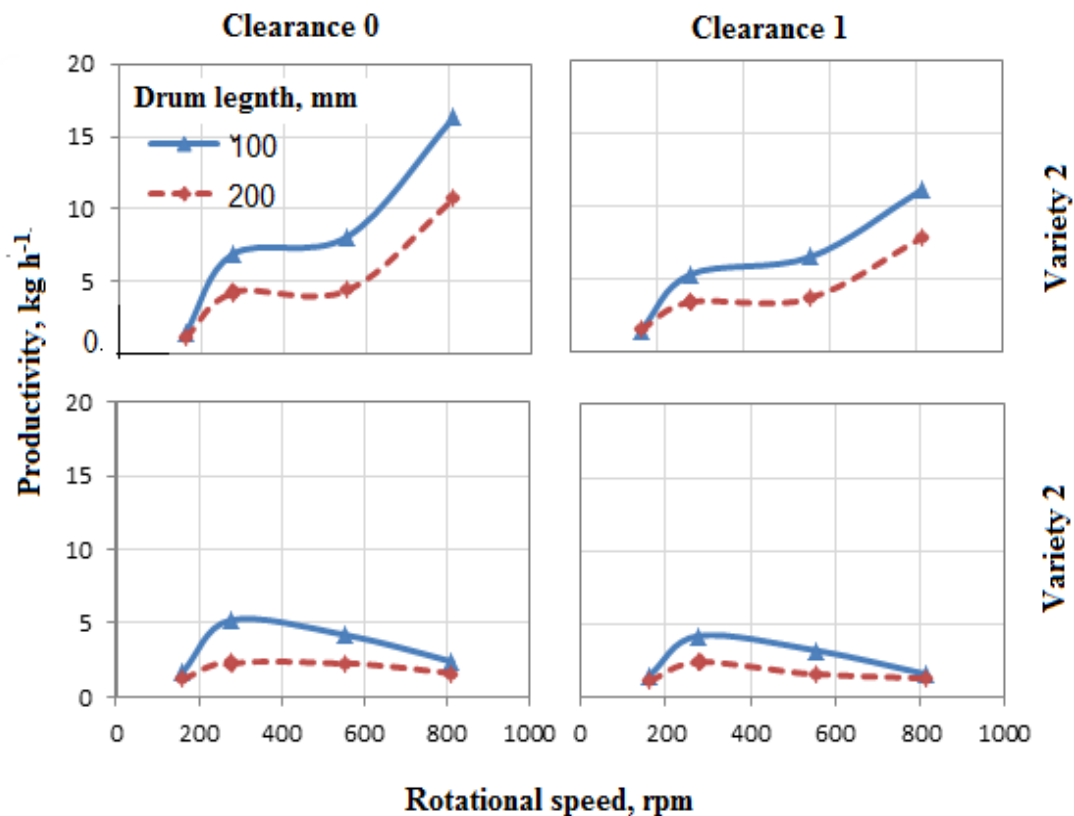 Clearance 0
Clearance 1
20
15
10
5
0.
Drum legnth, mm
100
200
Variety 2
Productivity, kg h⁻¹.
20
15
10
5
0
Variety 2
0 200 400 600 800 1000
0 200 400 600 800 1000
Rotational speed, rpm